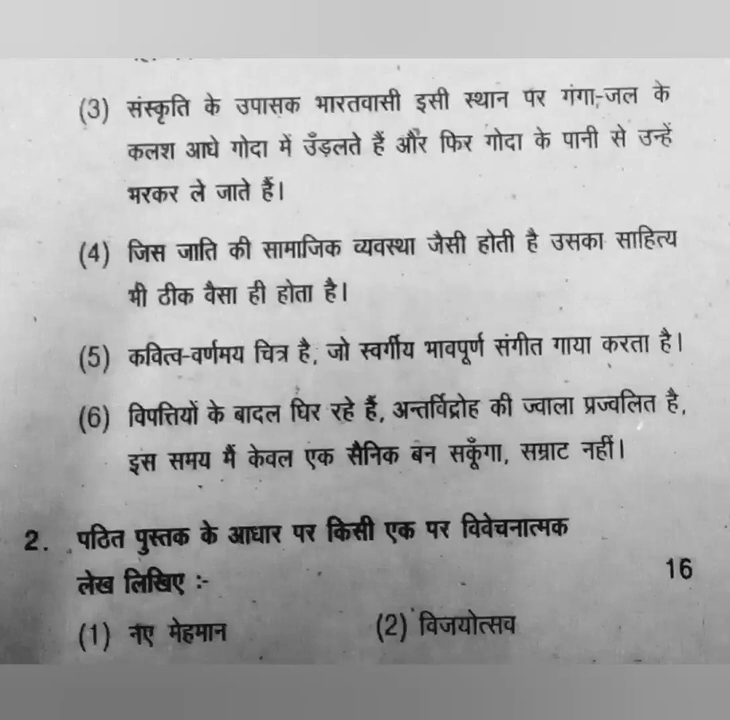 (3) संस्कृति के उपासक भारतवासी इसी स्थान पर गंगा-जल के
कलश आधे गोदा में उँड़लते हैं और फिर गोदा के पानी से उन्हें
भरकर ले जाते हैं।
(4) जिस जाति की सामाजिक व्यवस्था जैसी होती है उसका साहित्य
भी ठीक वैसा ही होता है।
(5) कवित्व-वर्णमय चित्र है, जो स्वर्गीय भावपूर्ण संगीत गाया करता है।
(6) विपत्तियों के बादल घिर रहे हैं, अन्तर्विद्रोह की ज्वाला प्रज्वलित है,
इस समय मैं केवल एक सैनिक बन सकूँगा, सम्राट नहीं।
2. पठित पुस्तक के आधार पर किसी एक पर विवेचनात्मक
लेख लिखिए :- 16
(1) नए मेहमान (2) विजयोत्सव